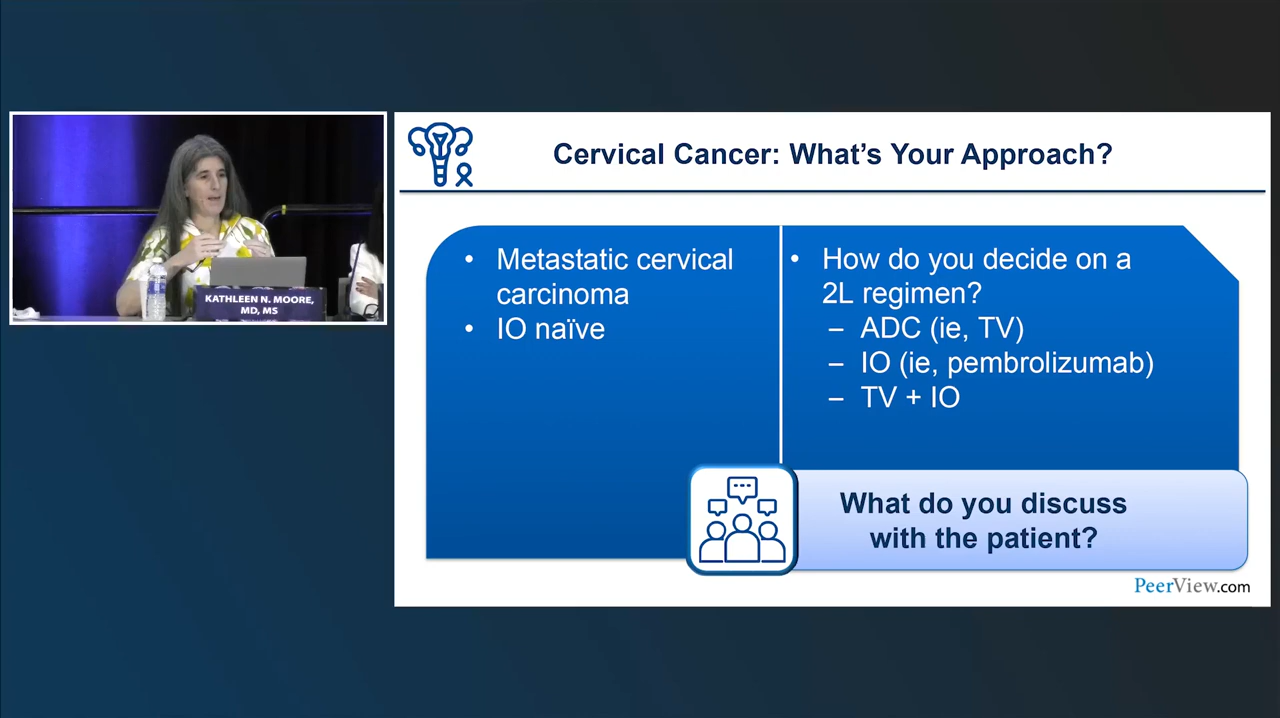 Cervical Cancer: What's Your Approach?
• Metastatic cervical
carcinoma
• IO naïve
• How do you decide on a
2L regimen?
– ADC (ie, TV)
– IO (ie, pembrolizumab)
– TV + IO
What do you discuss
with the patient?
PeerView.com
KATHLEEN N. MOORE,
MD, MS